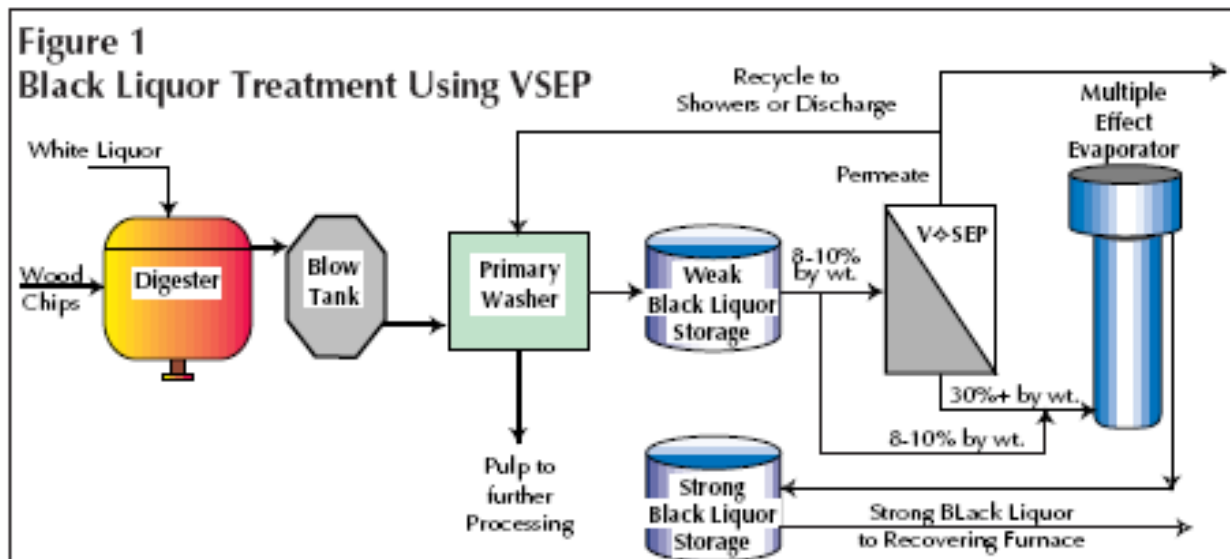 Figure 1
Black Liquor Treatment Using VSEP
Recycle to
Showers or Discharge
Multiple
Effect
Evaporator
White Liquor
Permeate
Wood
Chips
Digester
Blow
Tank
Primary
Washer
Weak
Black Liquor
Storage
8-10%
by wt.
V✧SEP
30%+ by wt.
8-10% by wt.
Pulp to
further
Processing
Strong
Black Liquor
Storage
Strong BLack Liquor
to Recovering Furnace